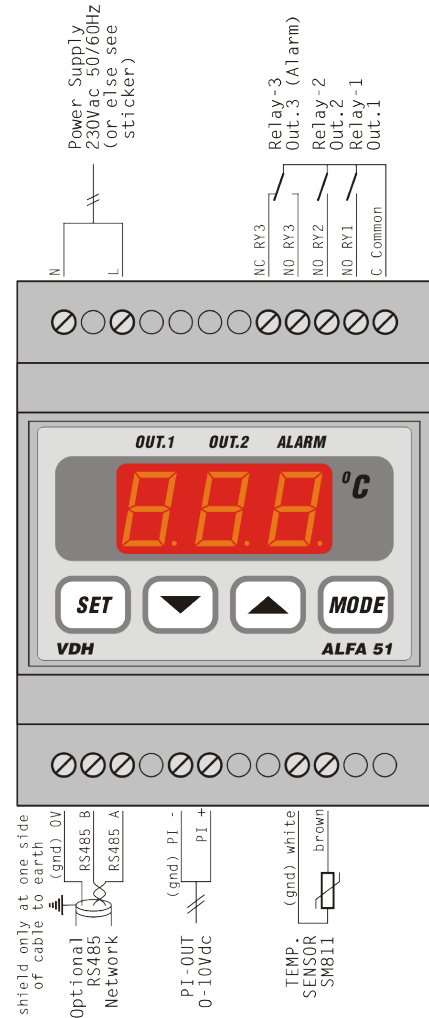 Power Supply
230Vac 50/60Hz
(or else see
sticker)
N
L
Relay-3
Out.3 (Alarm)
Relay-2
Out.2
Relay-1
Out.1
NC RY3
NO RY3
NO RY2
NO RY1
C Common
OUT.1 OUT.2 ALARM
8.8.8.
°C
SET
MODE
VDH
ALFA 51
shield only at one side
of cable to earth
(gnd) 0V
RS485 B
RS485 A
Optional
RS485
Network
(gnd) PI -
PI +
PI-OUT
0-10Vdc
(gnd) white
brown
TEMP.
SENSOR
SM811